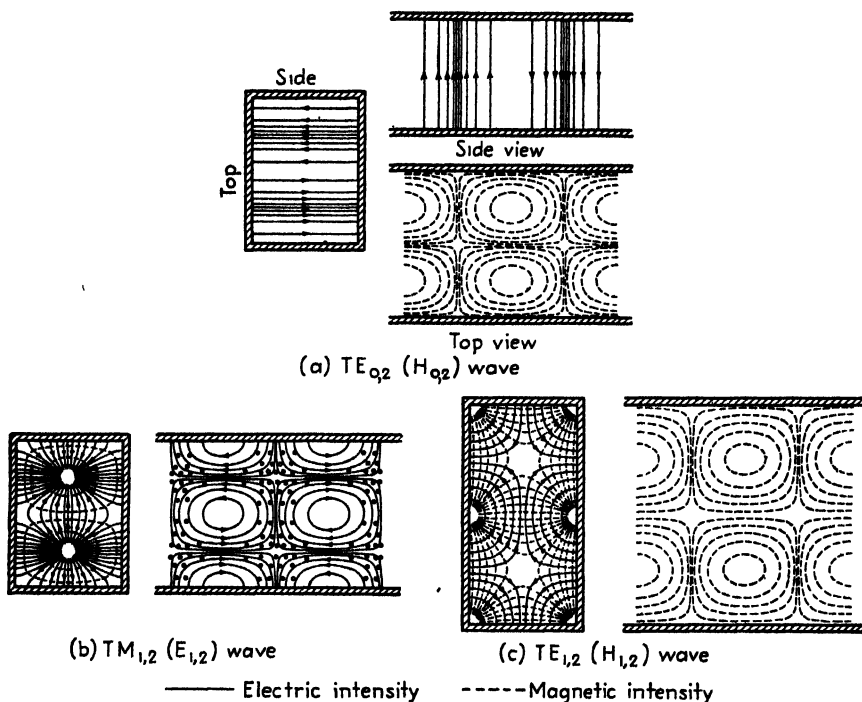 Side
Top
Side view
Top view
(a) TE0,2 (H0,2) wave
(b) TM1,2 (E1,2) wave
(c) TE1,2 (H1,2) wave
Electric intensity
Magnetic intensity